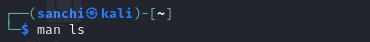 ┌──(sanchi㉿kali)-[~]
└─$ man ls